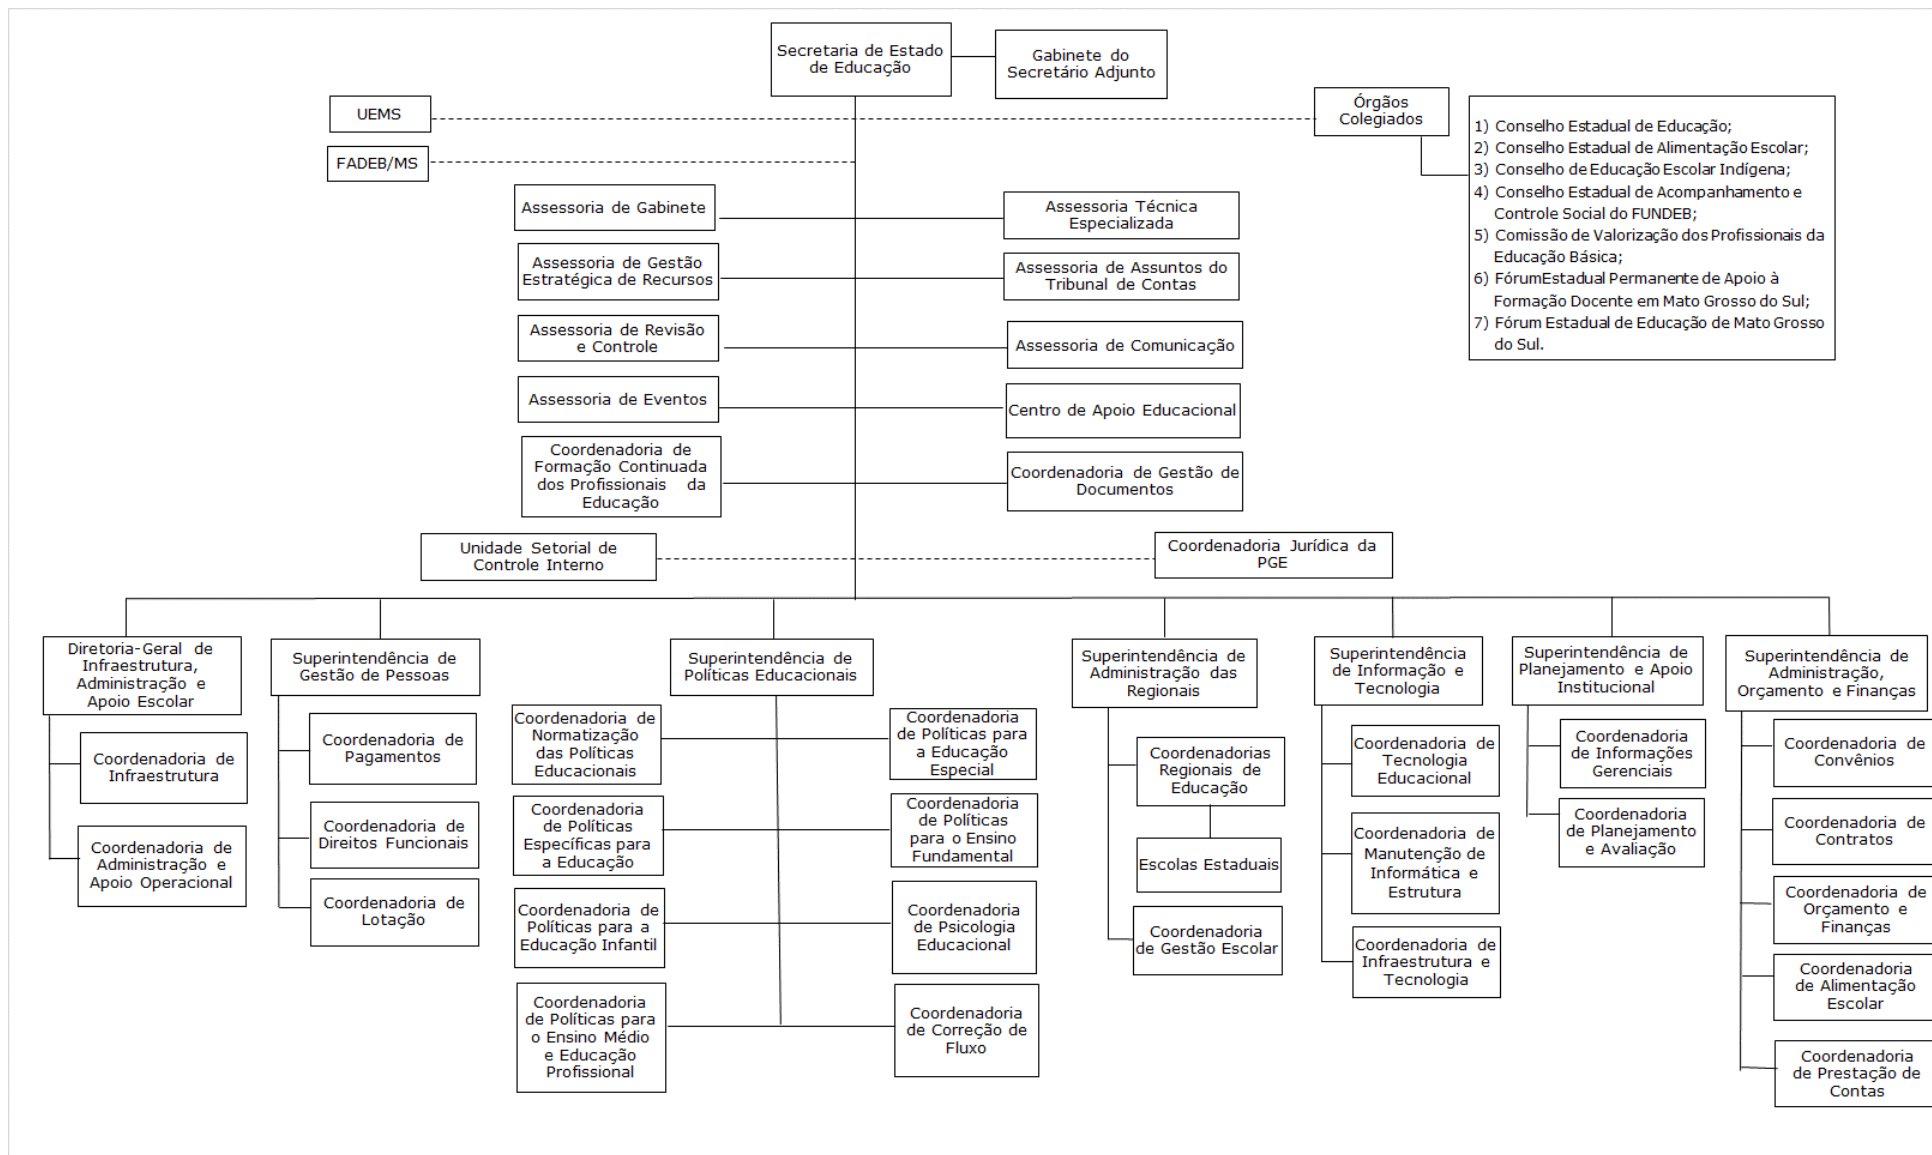 Secretaria de Estado
de Educação
Gabinete do
Secretário Adjunto
UEMS
Órgãos
Colegiados
FADEB/MS
1) Conselho Estadual de Educação;
2) Conselho Estadual de Alimentação Escolar;
3) Conselho de Educação Escolar Indígena;
4) Conselho Estadual de Acompanhamento e
Controle Social do FUNDEB;
5) Comissão de Valorização dos Profissionais da
Educação Básica;
6) FórumEstadual Permanente de Apoio à
Formação Docente em Mato Grosso do Sul;
7) Fórum Estadual de Educação de Mato Grosso
do Sul.
Assessoria de Gabinete
Assessoria Técnica
Especializada
Assessoria de Gestão
Estratégica de Recursos
Assessoria de Assuntos do
Tribunal de Contas
Assessoria de Revisão
e Controle
Assessoria de Comunicação
Assessoria de Eventos
Centro de Apoio Educacional
Coordenadoria de
Formação Continuada
dos Profissionais da
Educação
Coordenadoria de Gestão de
Documentos
Unidade Setorial de
Controle Interno
Coordenadoria Jurídica da
PGE
Diretoria-Geral de
Infraestrutura,
Administração e
Apoio Escolar
Coordenadoria de
Infraestrutura
Coordenadoria de
Administração e
Apoio Operacional
Superintendência de
Gestão de Pessoas
Coordenadoria de
Pagamentos
Coordenadoria de
Direitos Funcionais
Coordenadoria de
Lotação
Superintendência de
Políticas Educacionais
Coordenadoria de
Normatização
das Políticas
Educacionais
Coordenadoria
de Políticas para
a Educação
Especial
Coordenadoria
de Políticas
Específicas para
a Educação
Coordenadoria
de Políticas
para o Ensino
Fundamental
Coordenadoria de
Políticas para a
Educação Infantil
Coordenadoria
de Psicologia
Educacional
Coordenadoria
de Políticas para
o Ensino Médio
e Educação
Profissional
Coordenadoria
de Correção de
Fluxo
Superintendência de
Administração das
Regionais
Coordenadorias
Regionais de
Educação
Escolas Estaduais
Coordenadoria
de Gestão Escolar
Superintendência
de Informação e
Tecnologia
Coordenadoria de
Tecnologia
Educacional
Coordenadoria de
Manutenção de
Informática e
Estrutura
Coordenadoria de
Infraestrutura e
Tecnologia
Superintendência de
Planejamento e Apoio
Institucional
Coordenadoria
de Informações
Gerenciais
Coordenadoria
de Planejamento
e Avaliação
Superintendência de
Administração,
Orçamento e Finanças
Coordenadoria de
Convênios
Coordenadoria de
Contratos
Coordenadoria de
Orçamento e
Finanças
Coordenadoria
de Alimentação
Escolar
Coordenadoria
de Prestação de
Contas